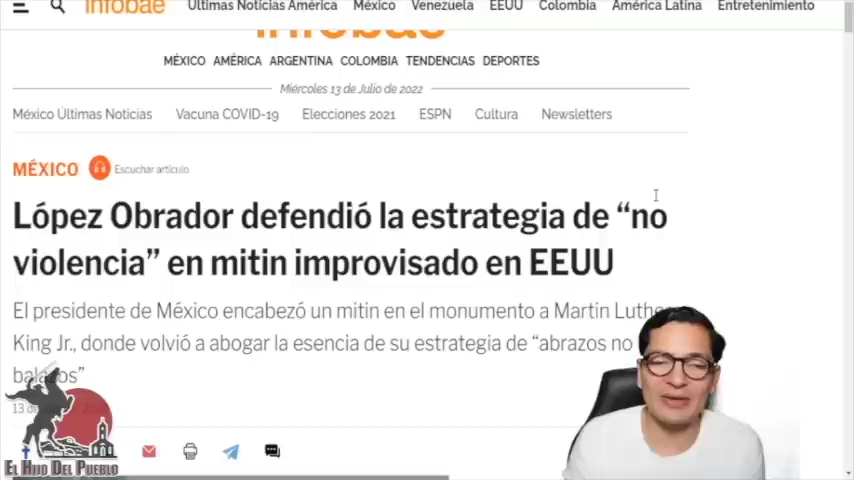 infobae
Últimas Noticias América México Venezuela EEUU Colombia América Latina Entretenimiento
infobae
MÉXICO AMÉRICA ARGENTINA COLOMBIA TENDENCIAS DEPORTES
Miércoles 13 de Julio de 2022
México Últimas Noticias Vacuna COVID-19 Elecciones 2021 ESPN Cultura Newsletters
MÉXICO Escuchar artículo
López Obrador defendió la estrategia de “no
violencia” en mitin improvisado en EEUU
El presidente de México encabezó un mitin en el monumento a Martin Luther
King Jr., donde volvió a abogar la esencia de su estrategia de “abrazos no
balazos”
13 de
EL HIJO DEL PUEBLO